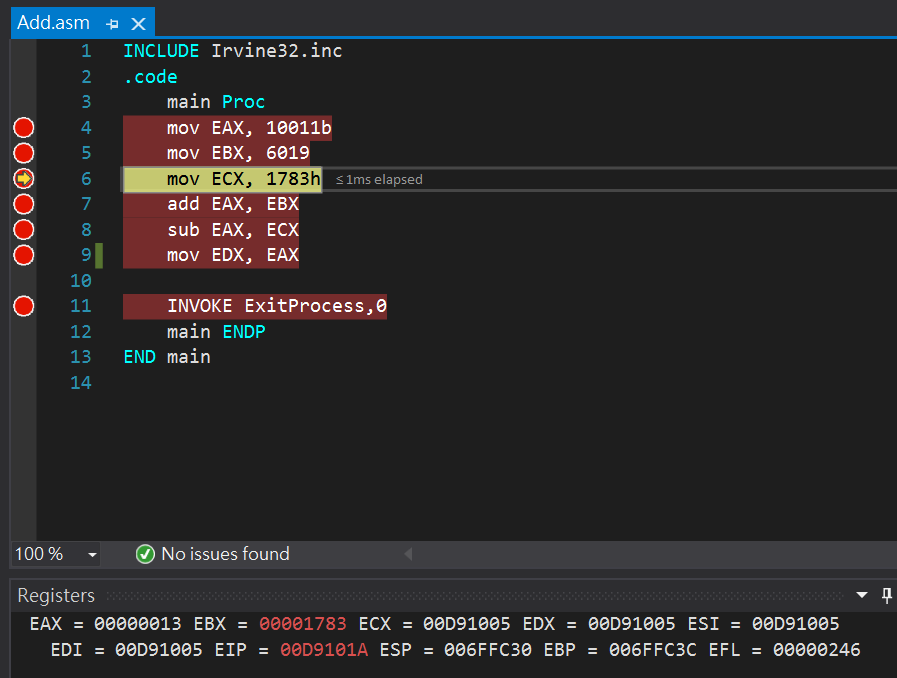 Add.asm
1 INCLUDE Irvine32.inc
2 .code
3 main Proc
4 mov EAX, 10011b
5 mov EBX, 6019
6 mov ECX, 1783h ≤1ms elapsed
7 add EAX, EBX
8 sub EAX, ECX
9 mov EDX, EAX
10
11 INVOKE ExitProcess,0
12 main ENDP
13 END main
14
100 % No issues found
Registers
EAX = 00000013 EBX = 00001783 ECX = 00D91005 EDX = 00D91005 ESI = 00D91005
EDI = 00D91005 EIP = 00D9101A ESP = 006FFC30 EBP = 006FFC3C EFL = 00000246